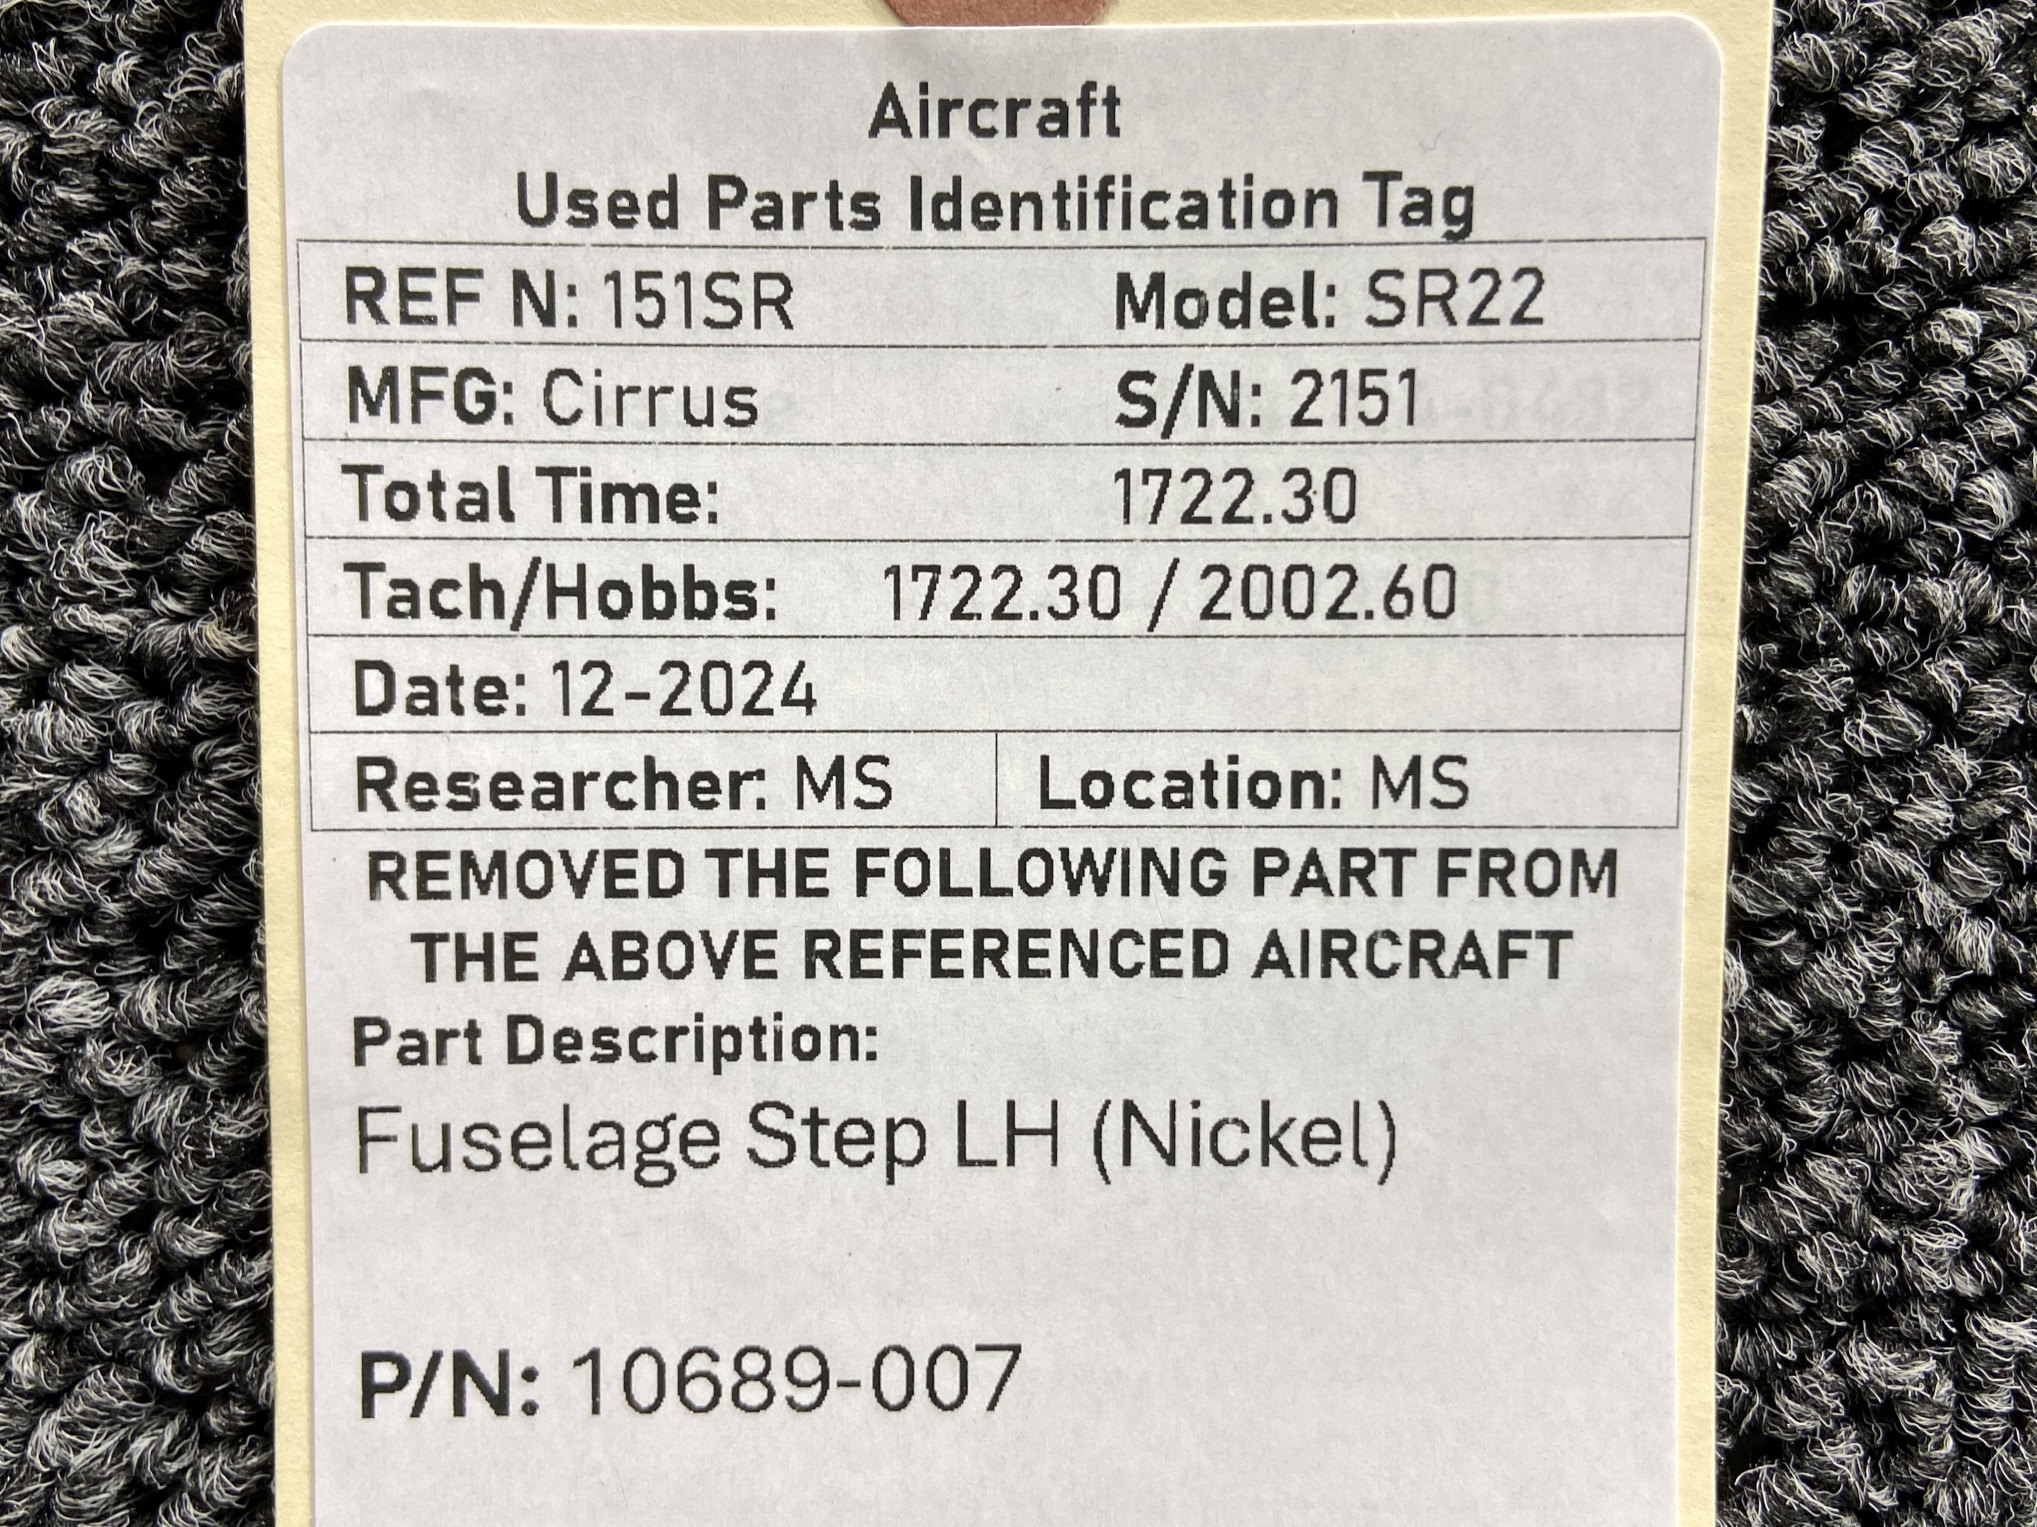 Aircraft
Used Parts Identification Tag
REF N: 151SR Model: SR22
MFG: Cirrus S/N: 2151
Total Time: 1722.30
Tach/Hobbs: 1722.30 / 2002.60
Date: 12-2024
Researcher: MS Location: MS
REMOVED THE FOLLOWING PART FROM
THE ABOVE REFERENCED AIRCRAFT
Part Description:
Fuselage Step LH (Nickel)
P/N: 10689-007